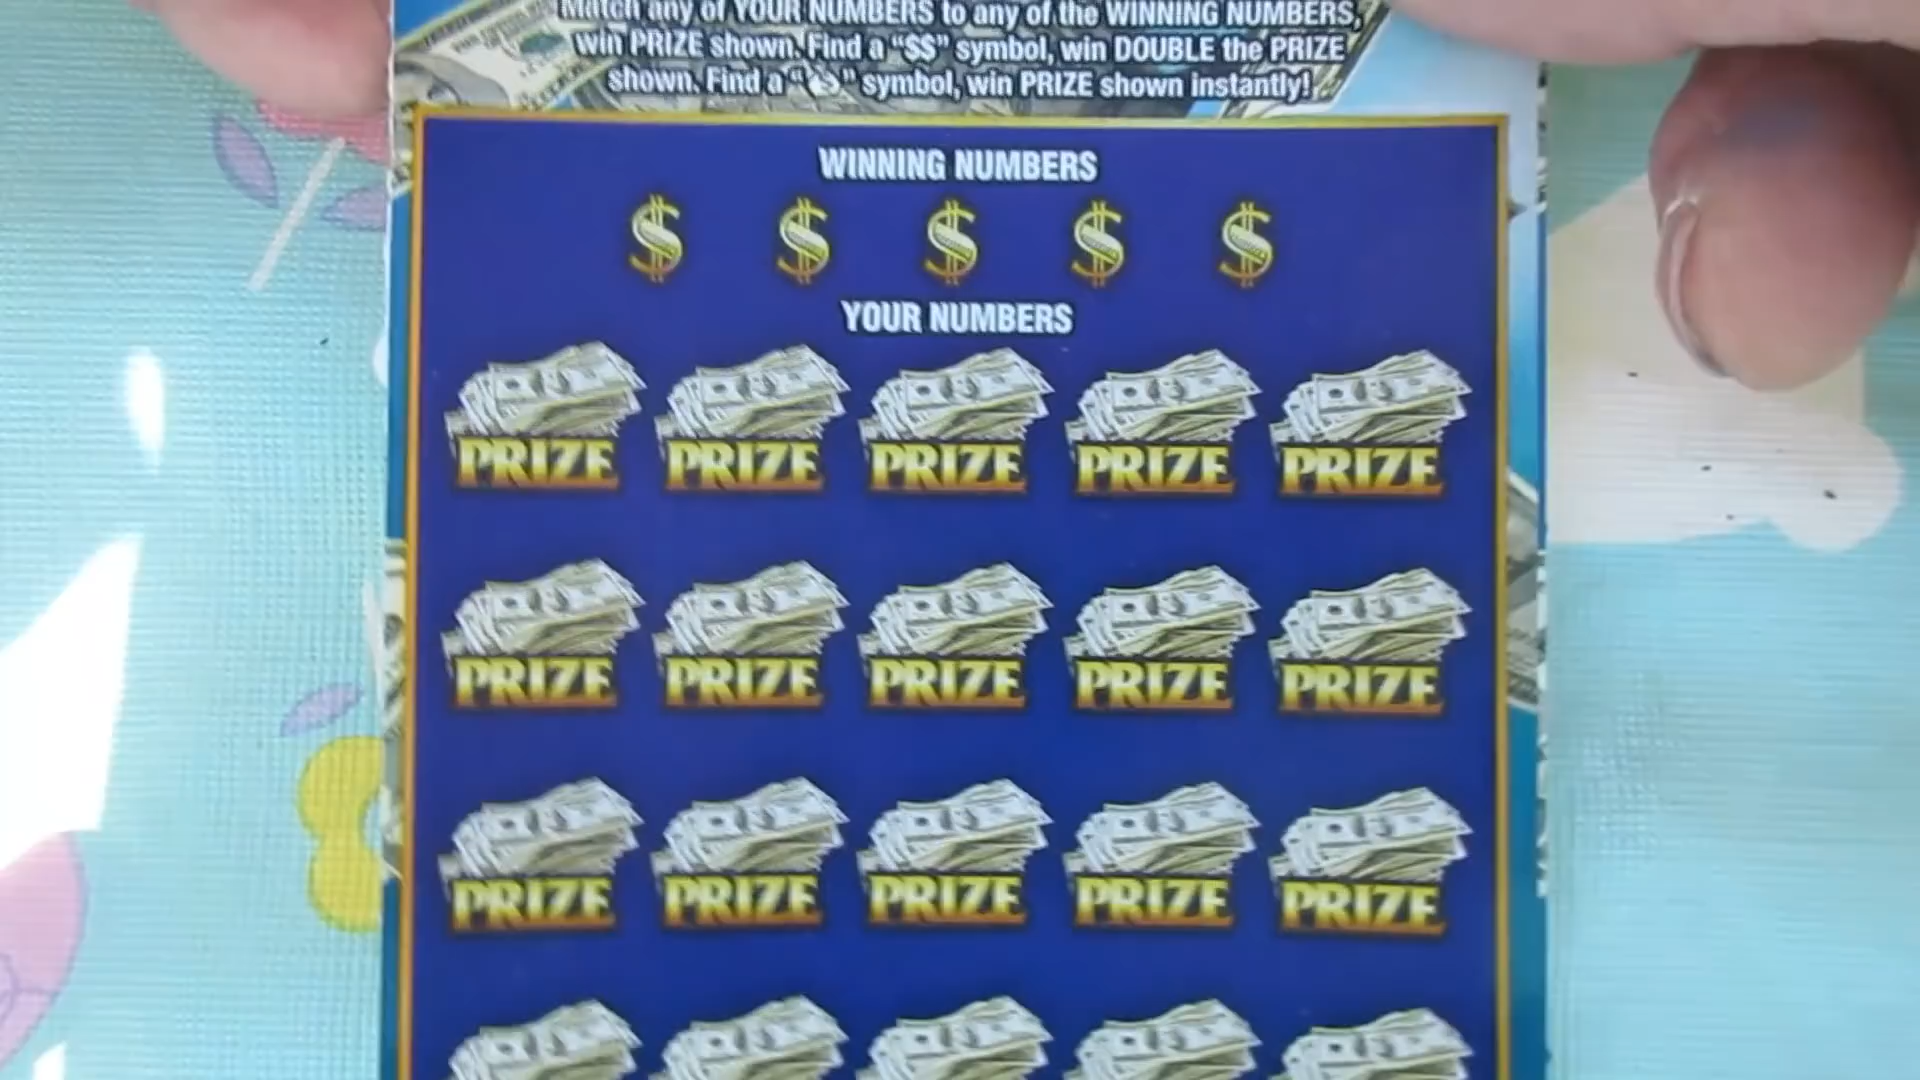 Match any of YOUR NUMBERS to any of the WINNING NUMBERS,
win PRIZE shown. Find a “$$” symbol, win DOUBLE the PRIZE
shown. Find a “ ” symbol, win PRIZE shown instantly!
WINNING NUMBERS
$ $ $ $ $
YOUR NUMBERS
PRIZE PRIZE PRIZE PRIZE PRIZE
PRIZE PRIZE PRIZE PRIZE PRIZE
PRIZE PRIZE PRIZE PRIZE PRIZE